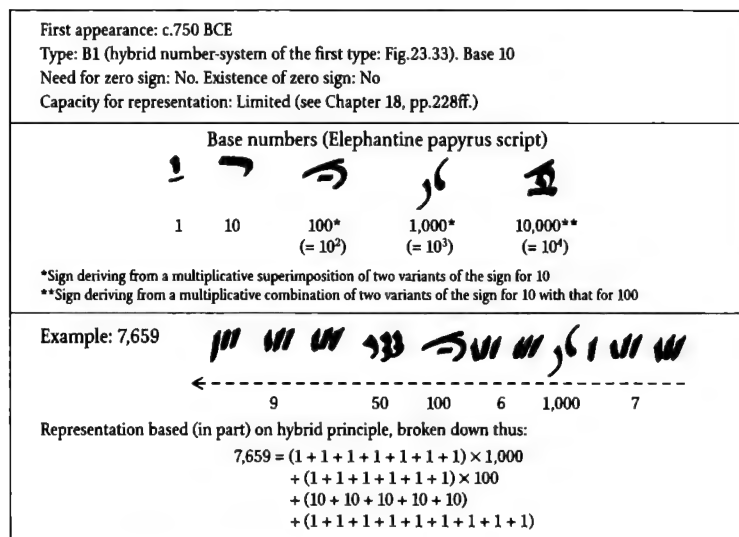 First appearance: c.750 BCE
Type: B1 (hybrid number-system of the first type: Fig.23.33). Base 10
Need for zero sign: No. Existence of zero sign: No
Capacity for representation: Limited (see Chapter 18, pp.228ff.)
Base numbers (Elephantine papyrus script)
1 10 100* 1,000* 10,000**
(= 10²) (= 10³) (= 10⁴)
*Sign deriving from a multiplicative superimposition of two variants of the sign for 10
**Sign deriving from a multiplicative combination of two variants of the sign for 10 with that for 100
Example: 7,659
9 50 100 6 1,000 7
Representation based (in part) on hybrid principle, broken down thus:
7,659 = (1 + 1 + 1 + 1 + 1 + 1 + 1) × 1,000
+ (1 + 1 + 1 + 1 + 1 + 1) × 100
+ (10 + 10 + 10 + 10 + 10)
+ (1 + 1 + 1 + 1 + 1 + 1 + 1 + 1 + 1)